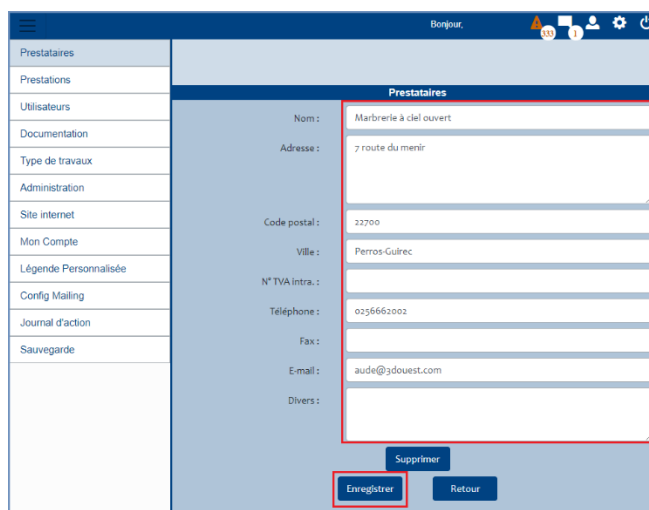 Bonjour,
333
1
Prestataires
Prestations
Utilisateurs
Documentation
Type de travaux
Administration
Site internet
Mon Compte
Légende Personnalisée
Config Mailing
Journal d'action
Sauvegarde
Prestataires
Nom : Marbrerie à ciel ouvert
Adresse : 7 route du menir
Code postal : 22700
Ville : Perros-Guirec
N° TVA intra. :
Téléphone : 0256662002
Fax :
E-mail : aude@3douest.com
Divers :
Supprimer
Enregistrer Retour